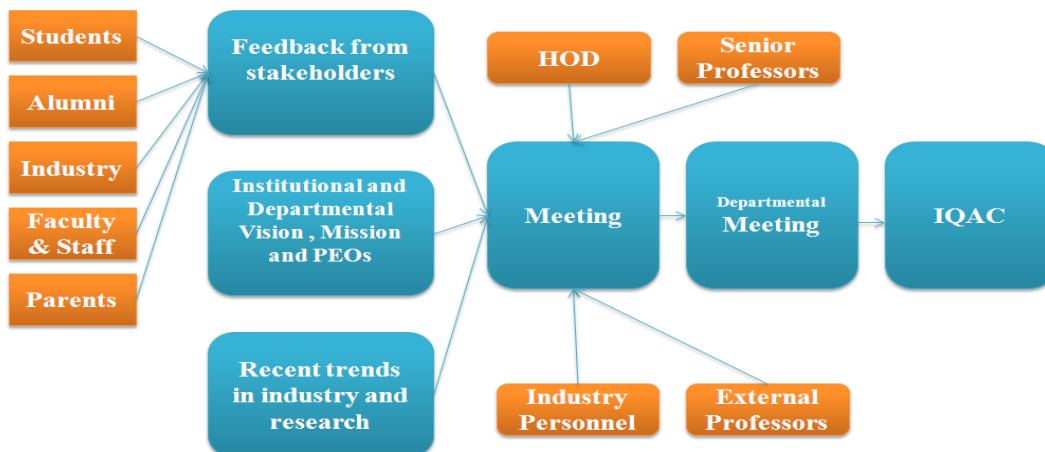 Students
Alumni
Industry
Faculty
& Staff
Parents
Feedback from
stakeholders
Institutional and
Departmental
Vision , Mission
and PEOs
Recent trends
in industry and
research
HOD
Senior
Professors
Meeting
Departmental
Meeting
IQAC
Industry
Personnel
External
Professors